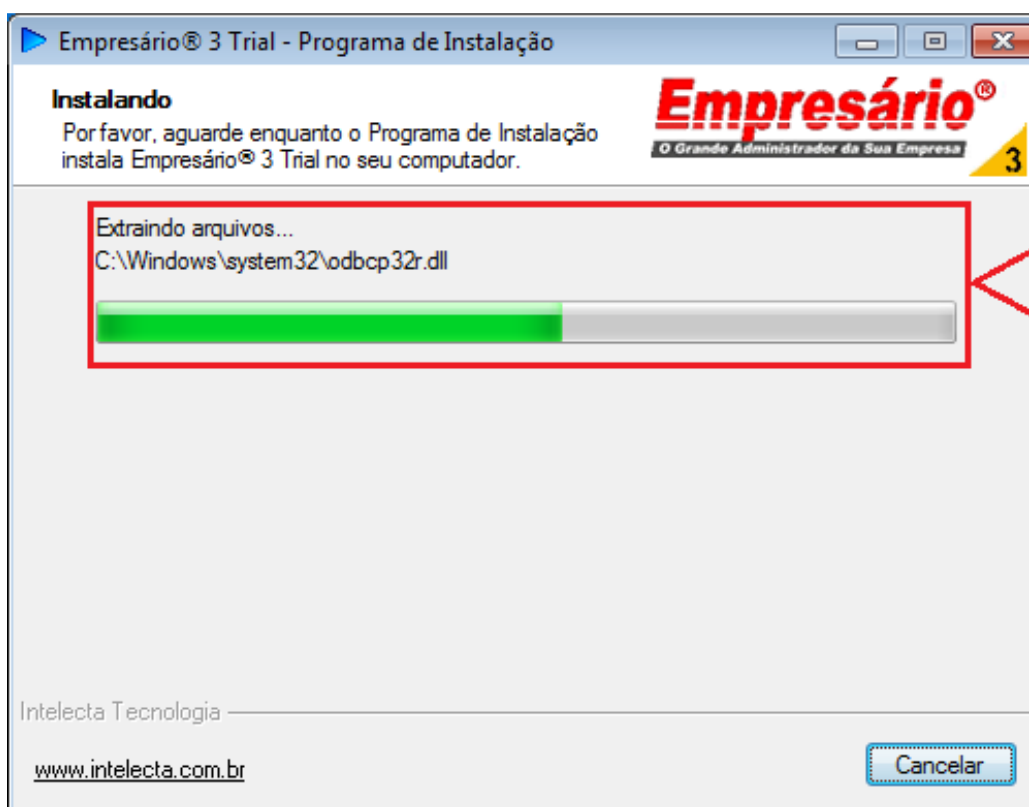 Empresário® 3 Trial - Programa de Instalação
Instalando
Por favor, aguarde enquanto o Programa de Instalação
instala Empresário® 3 Trial no seu computador.
Empresário®
O Grande Administrador da Sua Empresa
3
Extraindo arquivos...
C:\Windows\system32\odbcp32r.dll
Intelecta Tecnologia
www.intelecta.com.br
Cancelar